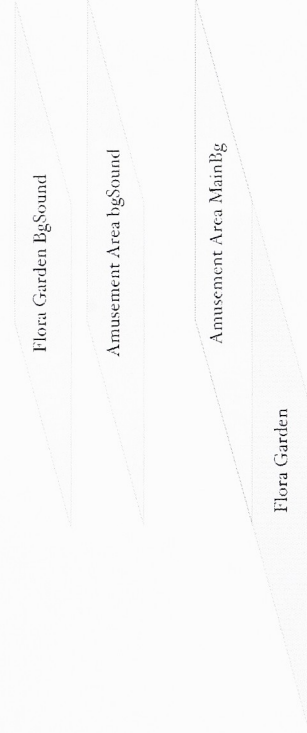 Flora Garden BgSound
Amusement Area bgSound
Amusement Area MainBg
Flora Garden